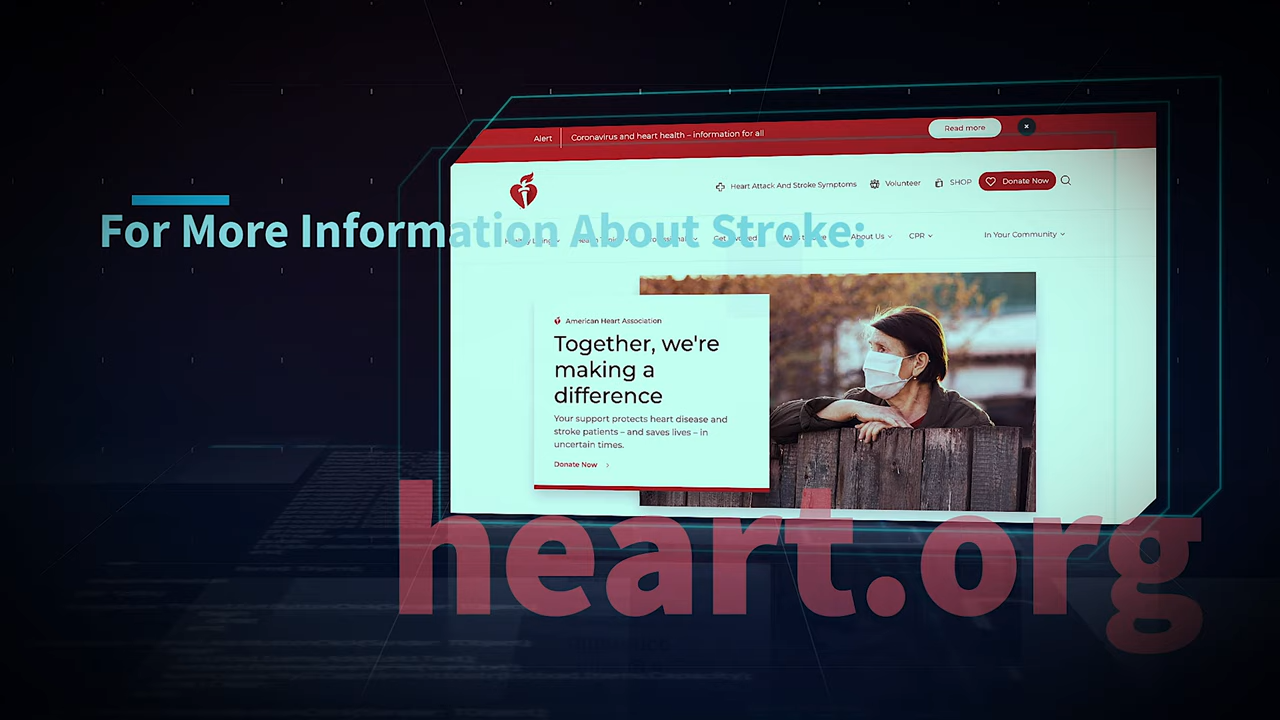 Alert Coronavirus and heart health – information for all Read more
Heart Attack And Stroke Symptoms Volunteer SHOP Donate Now
For More Information About Stroke:
About Us CPR In Your Community
American Heart Association
Together, we're
making a
difference
Your support protects heart disease and
stroke patients – and saves lives – in
uncertain times.
Donate Now
heart.org